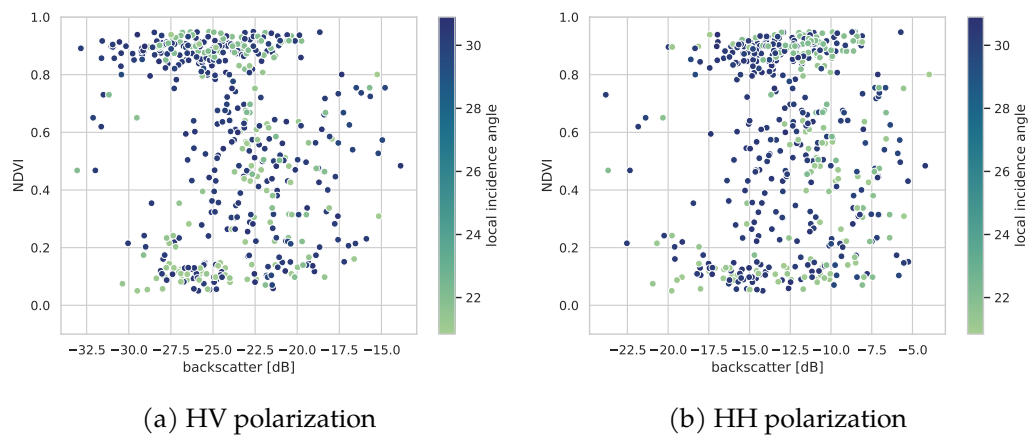 1.0
0.8
0.6
0.4
0.2
0.0
NDVI
−32.5 −30.0 −27.5 −25.0 −22.5 −20.0 −17.5 −15.0
backscatter [dB]
30
28
26
24
22
local incidence angle
(a) HV polarization
1.0
0.8
0.6
0.4
0.2
0.0
NDVI
−22.5 −20.0 −17.5 −15.0 −12.5 −10.0 −7.5 −5.0
backscatter [dB]
30
28
26
24
22
local incidence angle
(b) HH polarization